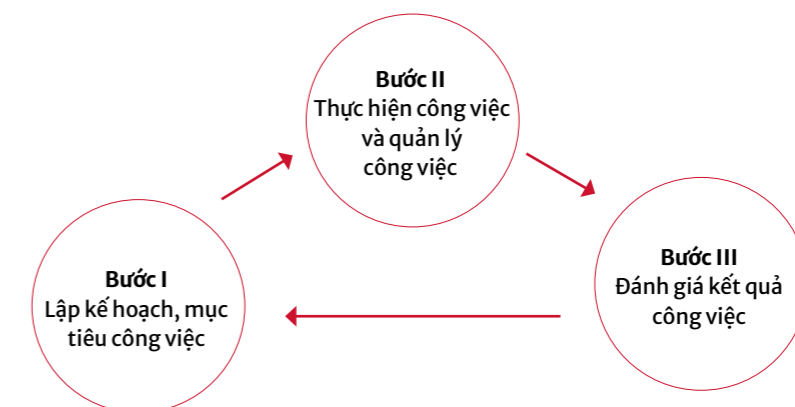 Bước II
Thực hiện công việc
và quản lý
công việc
Bước I
Lập kế hoạch, mục
tiêu công việc
Bước III
Đánh giá kết quả
công việc